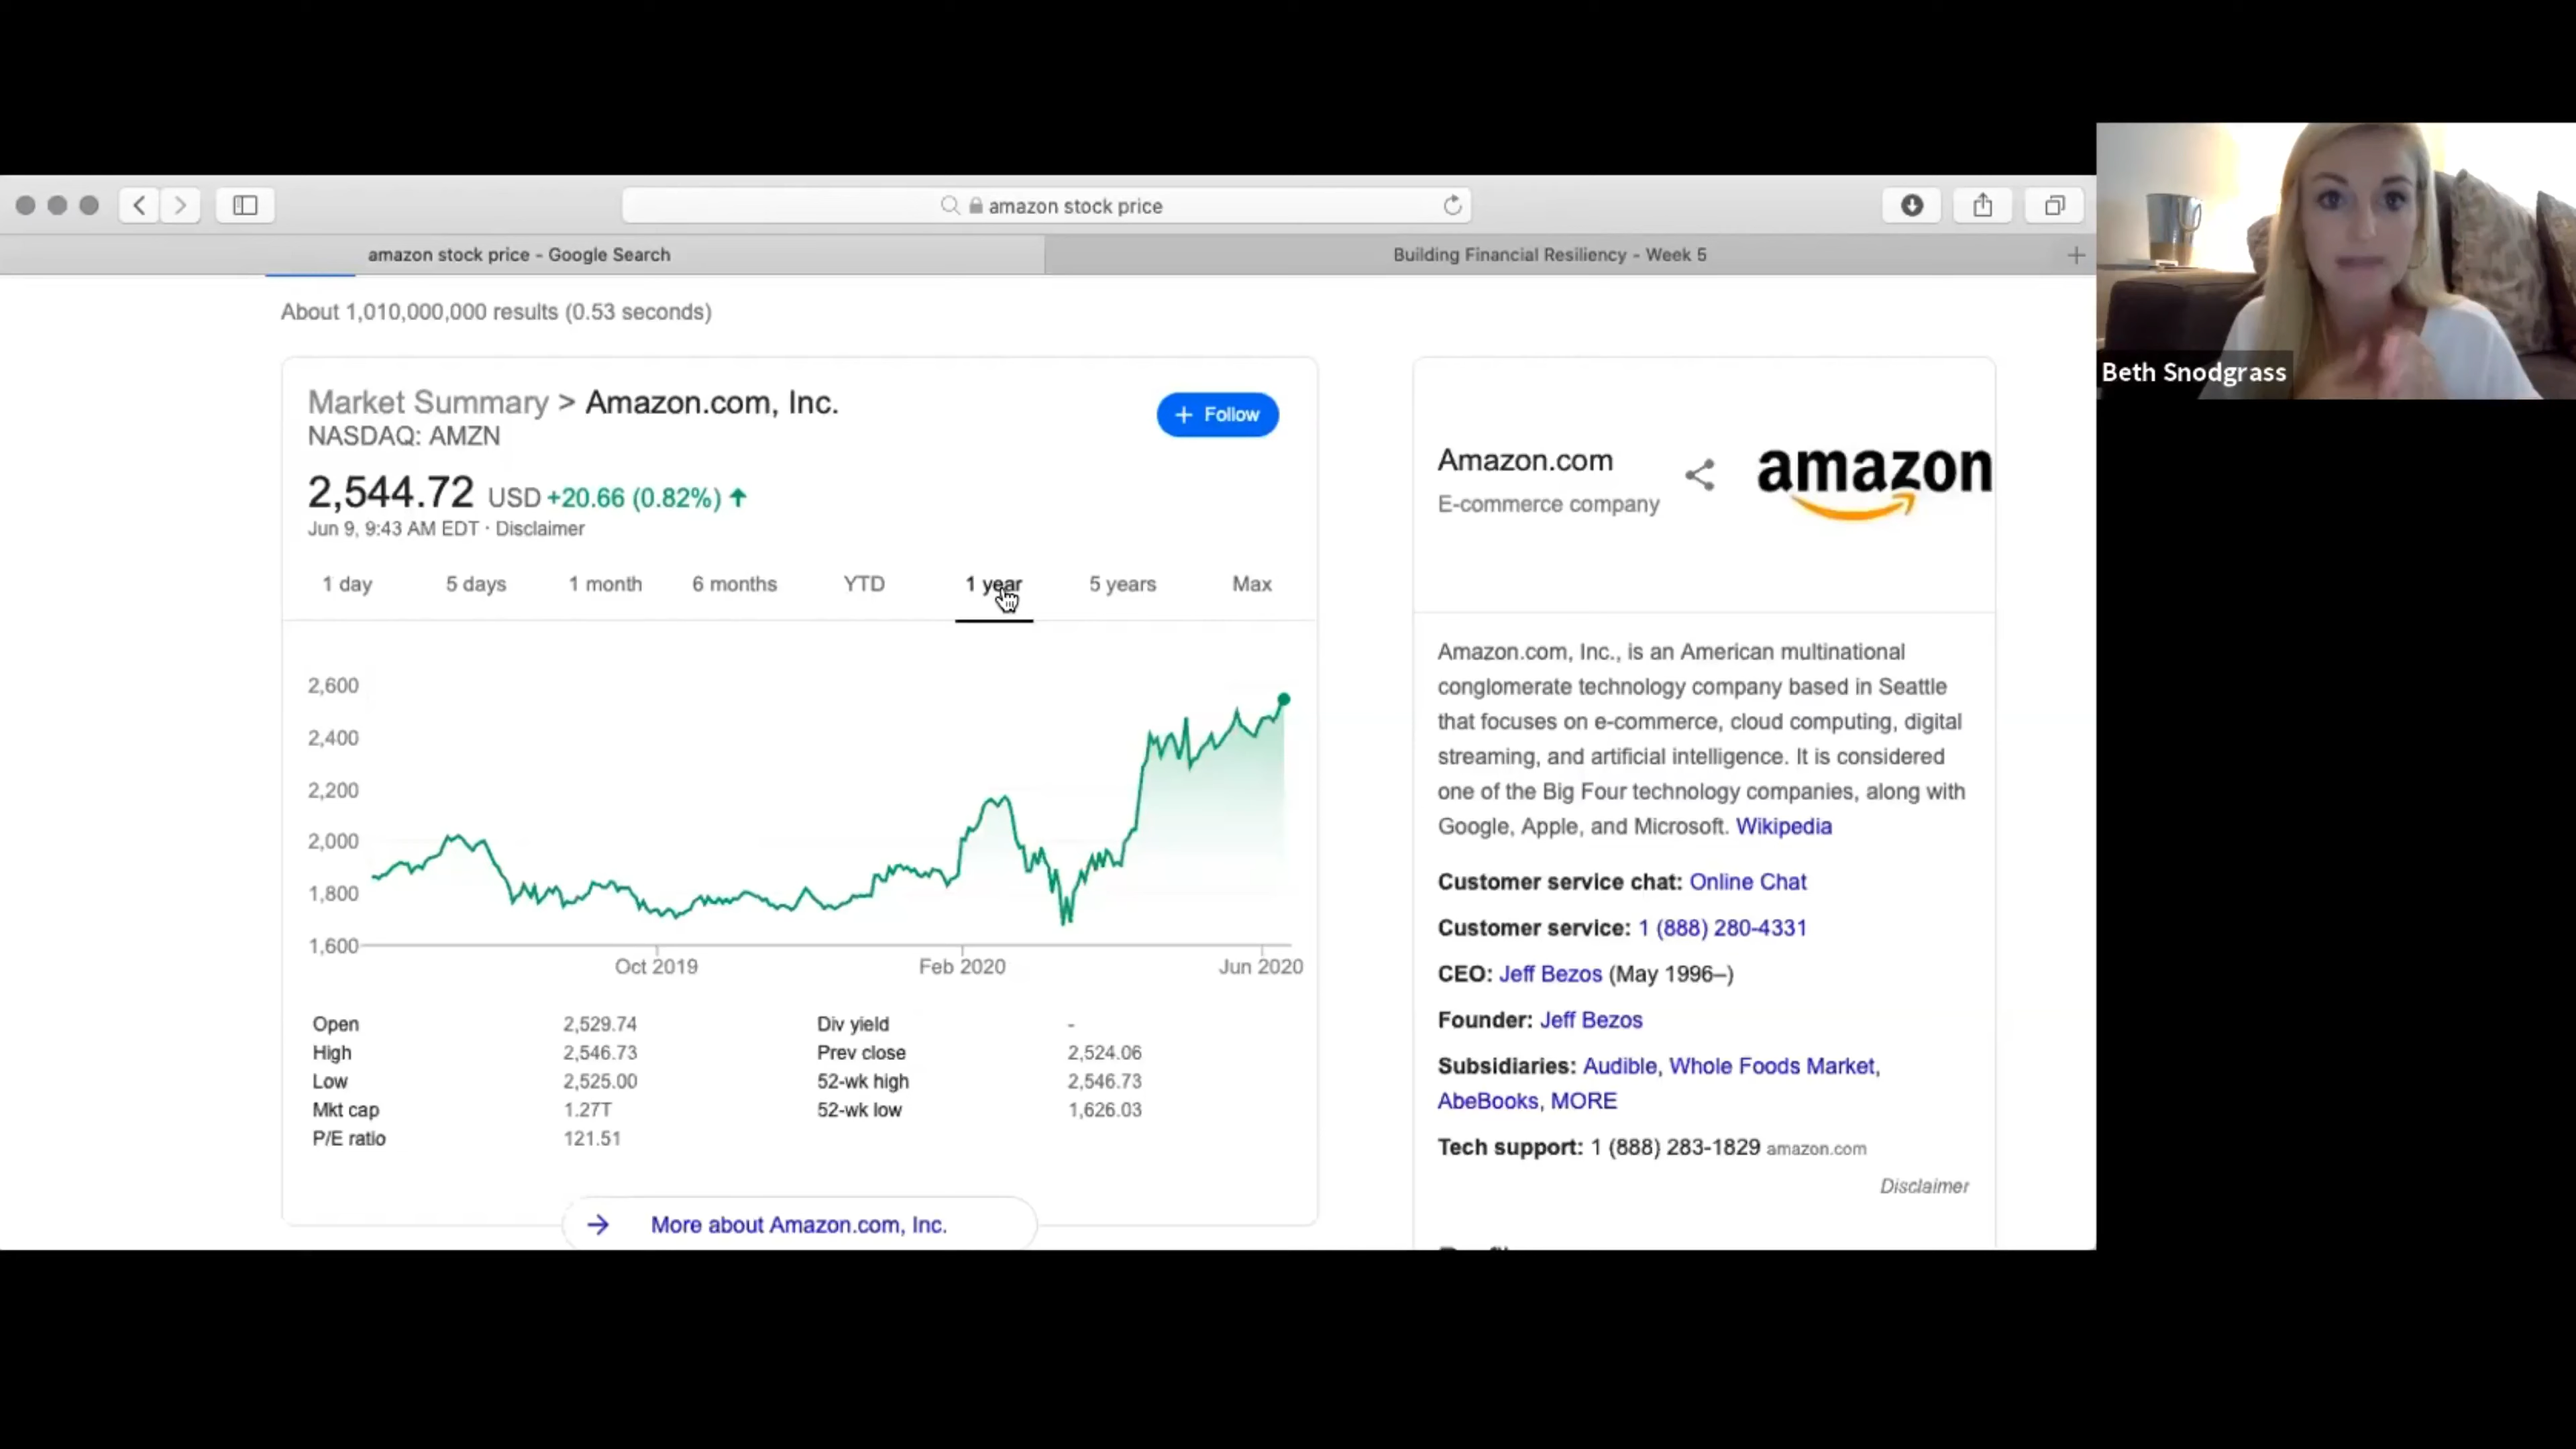 amazon stock price
amazon stock price - Google Search
Building Financial Resiliency - Week 5
About 1,010,000,000 results (0.53 seconds)
Market Summary > Amazon.com, Inc.
NASDAQ: AMZN
+ Follow
2,544.72 USD +20.66 (0.82%) ↑
Jun 9, 9:43 AM EDT · Disclaimer
1 day 5 days 1 month 6 months YTD 1 year 5 years Max
2,600
2,400
2,200
2,000
1,800
1,600
Oct 2019 Feb 2020 Jun 2020
Open 2,529.74 Div yield -
High 2,546.73 Prev close 2,524.06
Low 2,525.00 52-wk high 2,546.73
Mkt cap 1.27T 52-wk low 1,626.03
P/E ratio 121.51
More about Amazon.com, Inc.
Amazon.com
E-commerce company
amazon
Amazon.com, Inc., is an American multinational
conglomerate technology company based in Seattle
that focuses on e-commerce, cloud computing, digital
streaming, and artificial intelligence. It is considered
one of the Big Four technology companies, along with
Google, Apple, and Microsoft. Wikipedia
Customer service chat: Online Chat
Customer service: 1 (888) 280-4331
CEO: Jeff Bezos (May 1996–)
Founder: Jeff Bezos
Subsidiaries: Audible, Whole Foods Market,
AbeBooks, MORE
Tech support: 1 (888) 283-1829 amazon.com
Disclaimer
Beth Snodgrass